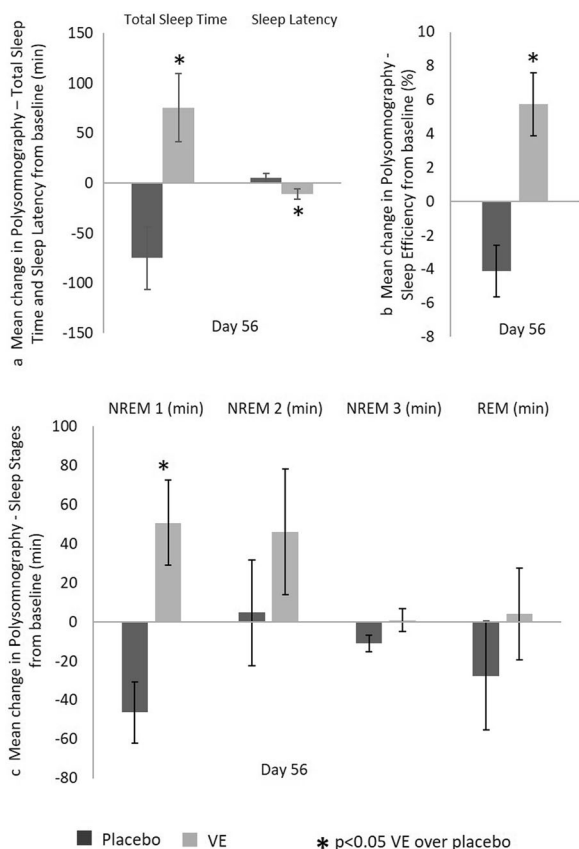 Total Sleep Time Sleep Latency
a Mean change in Polysomnography – Total Sleep
Time and Sleep Latency from baseline (min)
150
*
100
50
0
*
-50
-100
-150
Day 56
b Mean change in Polysomnography -
Sleep Efficiency from baseline (%)
10
8
*
6
4
2
0
-2
-4
-6
-8
Day 56
NREM 1 (min) NREM 2 (min) NREM 3 (min) REM (min)
c Mean change in Polysomnography - Sleep Stages
from baseline (min)
100
80
*
60
40
20
0
-20
-40
-60
-80
Day 56
Placebo VE * p<0.05 VE over placebo